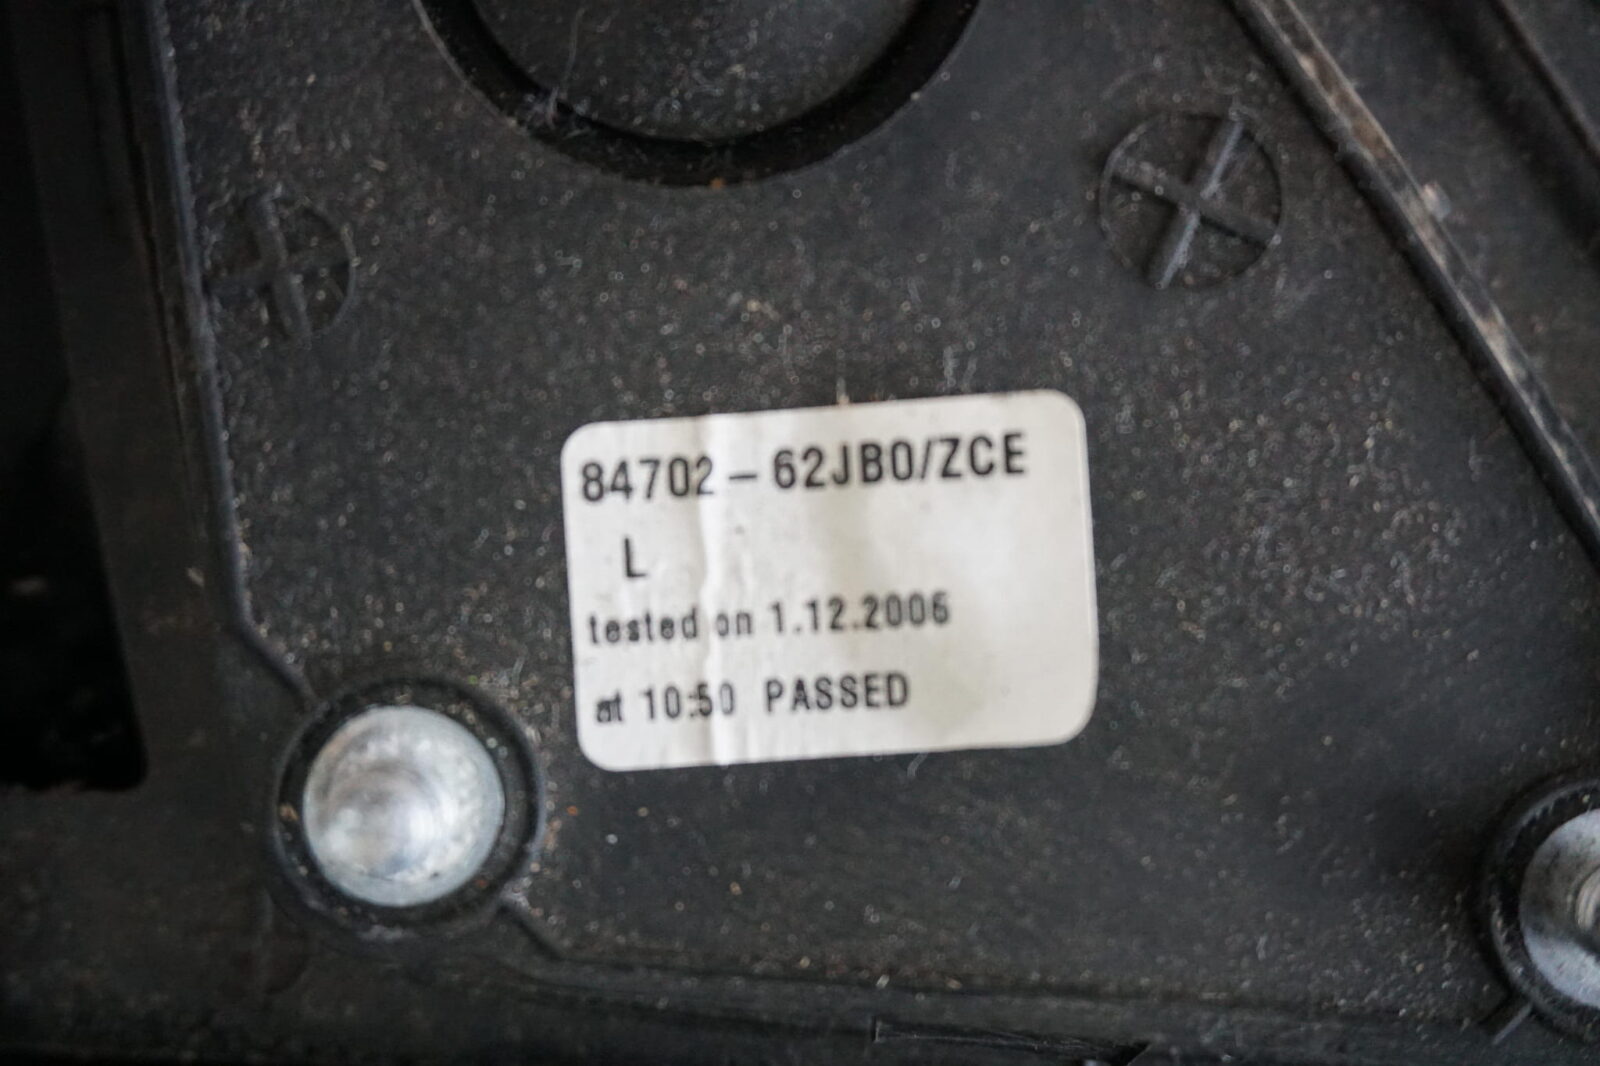 84702-62JB0/ZCE
L
tested on 1.12.2006
at 10:50 PASSED